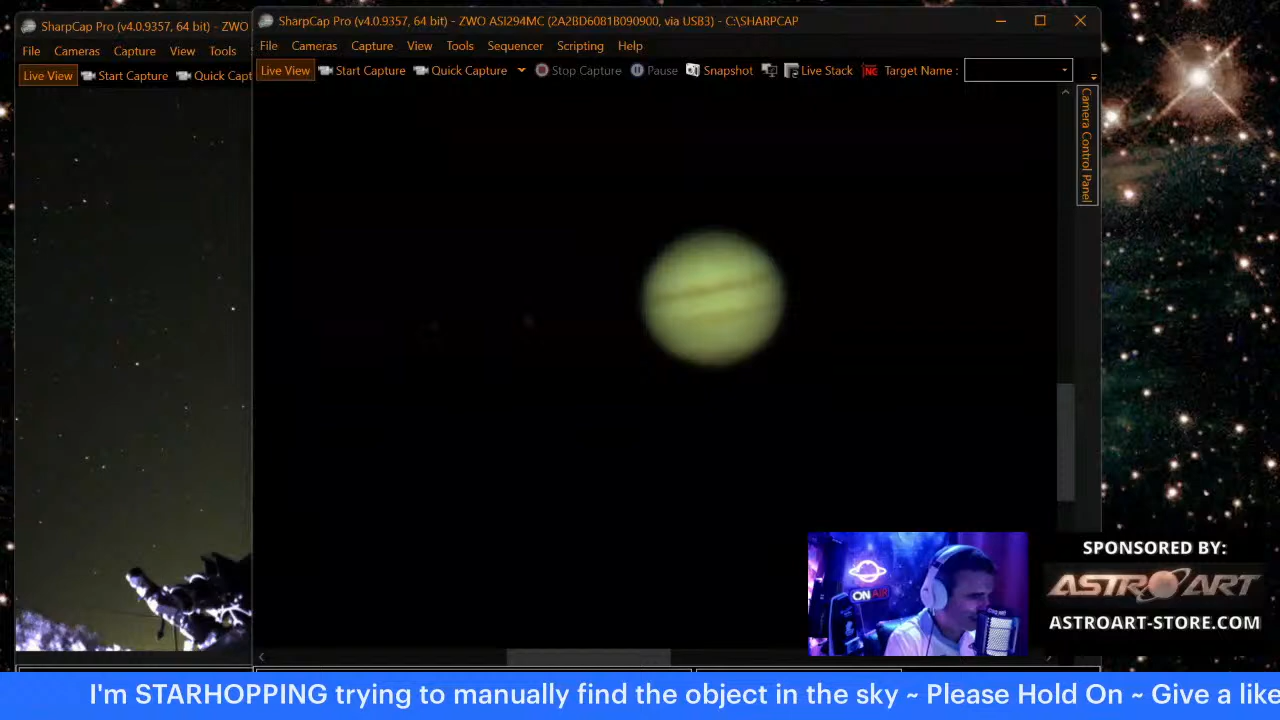 SharpCap Pro (v4.0.9357, 64 bit) - ZWO
File Cameras Capture View Tools
Live View Start Capture Quick Capt
SharpCap Pro (v4.0.9357, 64 bit) - ZWO ASI294MC (2A2BD6081B090900, via USB3) - C:\SHARPCAP
File Cameras Capture View Tools Sequencer Scripting Help
Live View Start Capture Quick Capture Stop Capture Pause Snapshot Live Stack NG Target Name :
Camera Control Panel
ON AIR
SPONSORED BY:
ASTROART
ASTROART-STORE.COM
I'm STARHOPPING trying to manually find the object in the sky ~ Please Hold On ~ Give a like